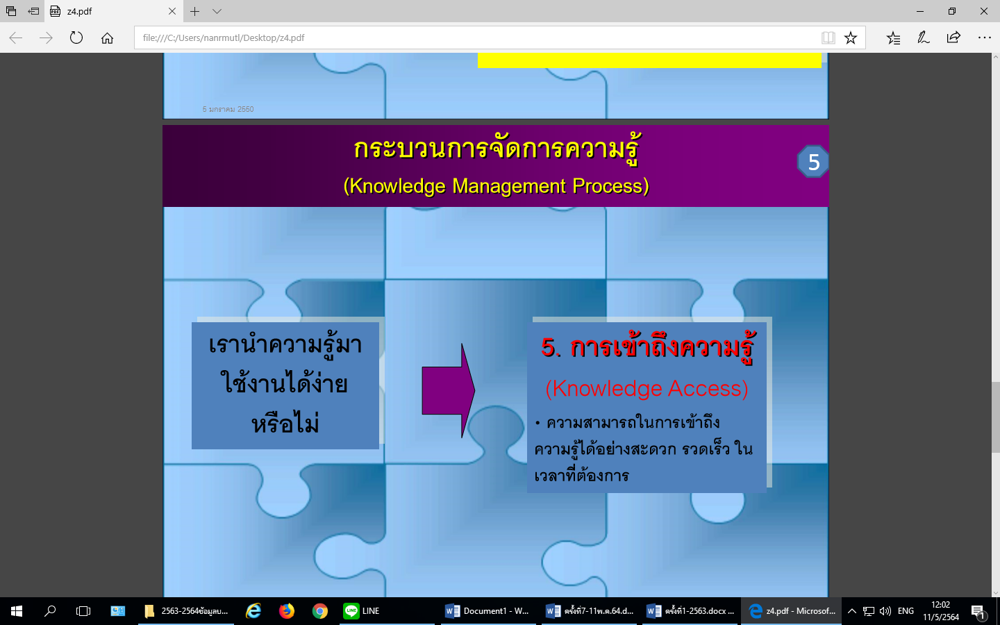 z4.pdf
file:///C:/Users/nanrmutl/Desktop/z4.pdf
5 มกราคม 2550
กระบวนการจัดการความรู้
(Knowledge Management Process)
5
เรานำความรู้มา
ใช้งานได้ง่าย
หรือไม่
5. การเข้าถึงความรู้
(Knowledge Access)
• ความสามารถในการเข้าถึง
ความรู้ได้อย่างสะดวก รวดเร็ว ใน
เวลาที่ต้องการ
2563-2564ข้อมูลบ...
LINE
Document1 - W...
ครั้งที่7-11พ.ค.64.d...
ครั้งที่1-2563.docx ...
z4.pdf - Microsof...
ENG
12:02
11/5/2564
1